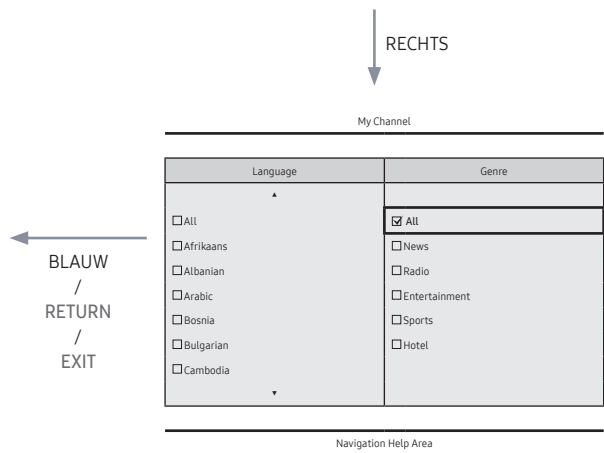 RECHTS
My Channel
Language Genre
▲
All All
Afrikaans News
Albanian Radio
Arabic Entertainment
Bosnia Sports
Bulgarian Hotel
Cambodia
▼
BLAUW
/
RETURN
/
EXIT
Navigation Help Area